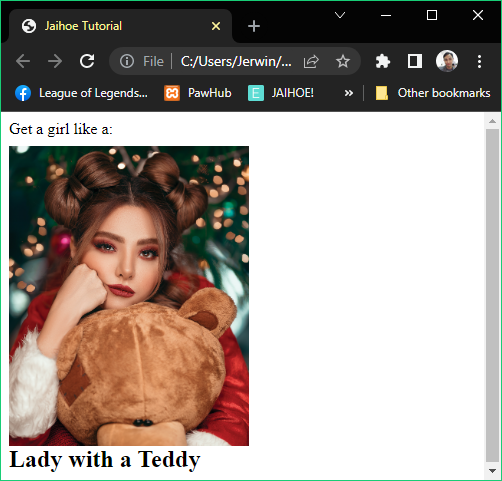 Jaihoe Tutorial
File
C:/Users/Jerwin/...
League of Legends...
PawHub
JAIHOE!
Other bookmarks
Get a girl like a:
Lady with a Teddy